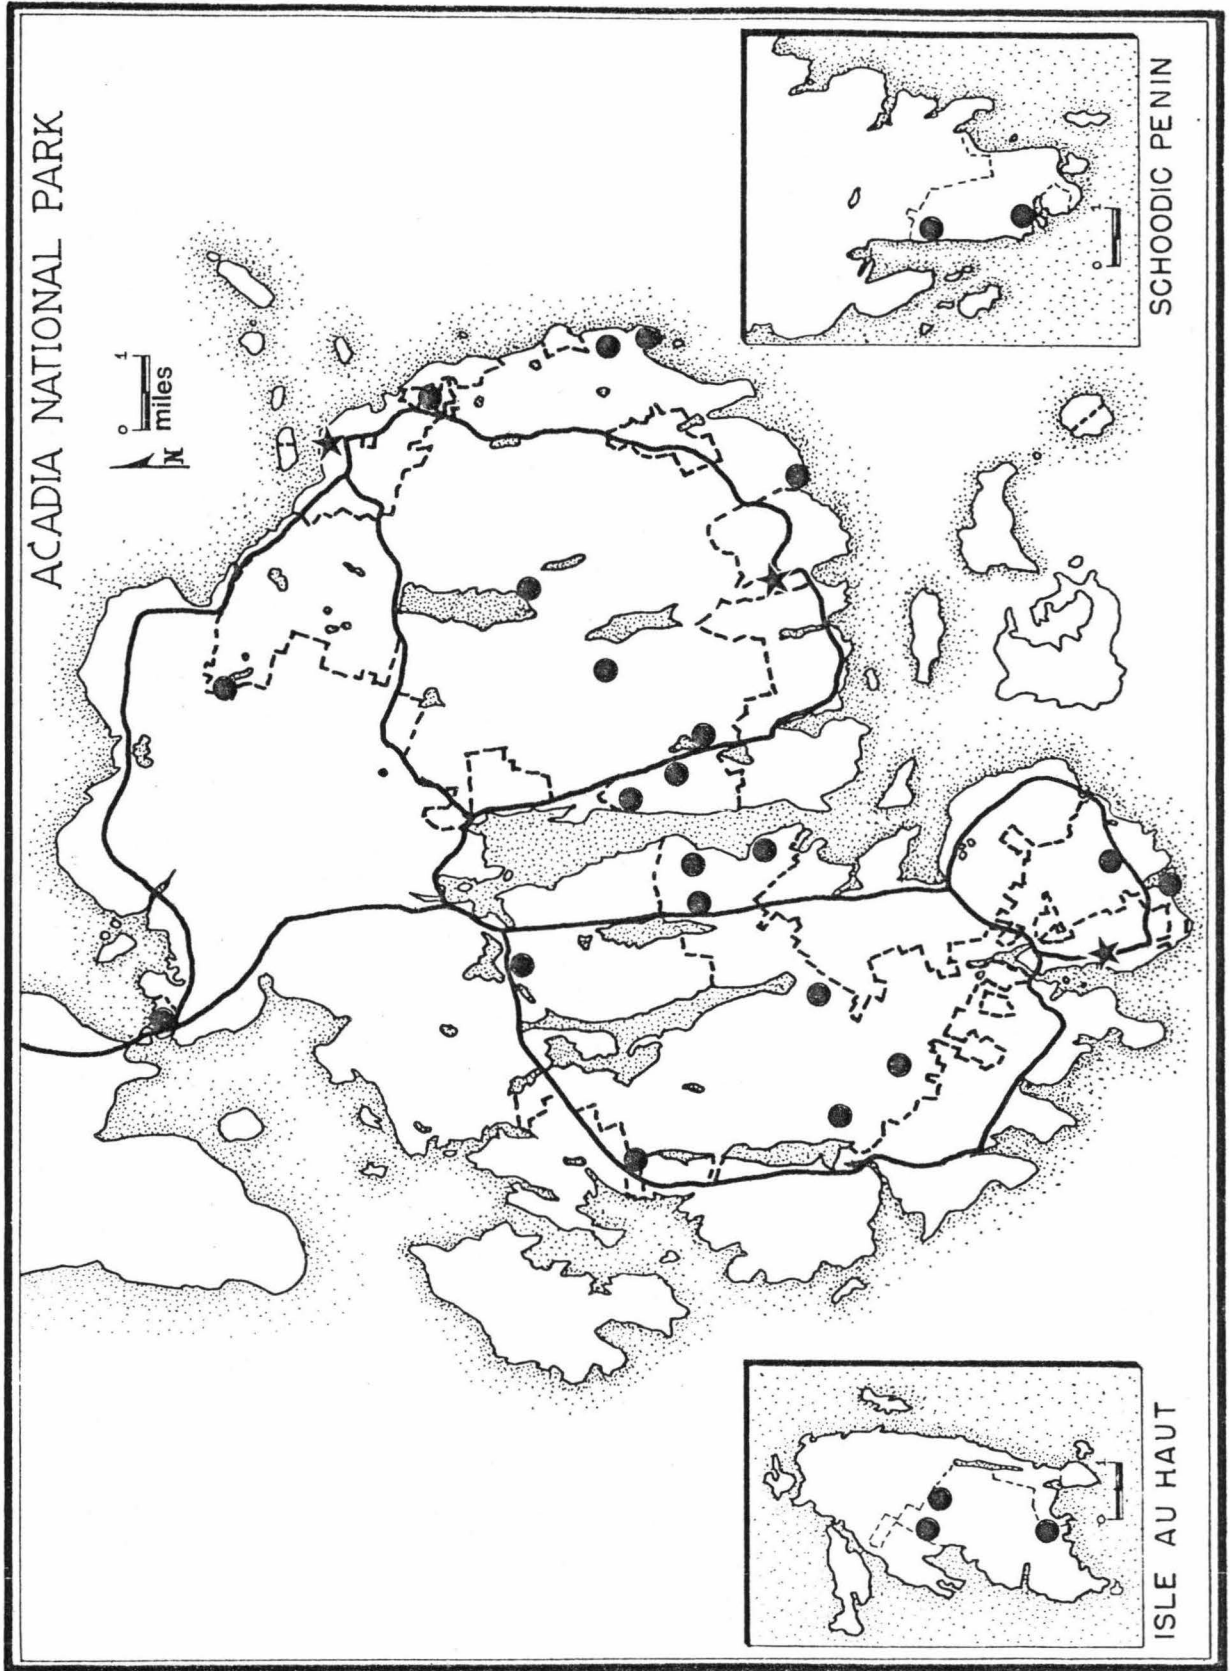 ACADIA NATIONAL PARK
N
0 1
miles
SCHOODIC PENIN
0 1
ISLE AU HAUT
0 1